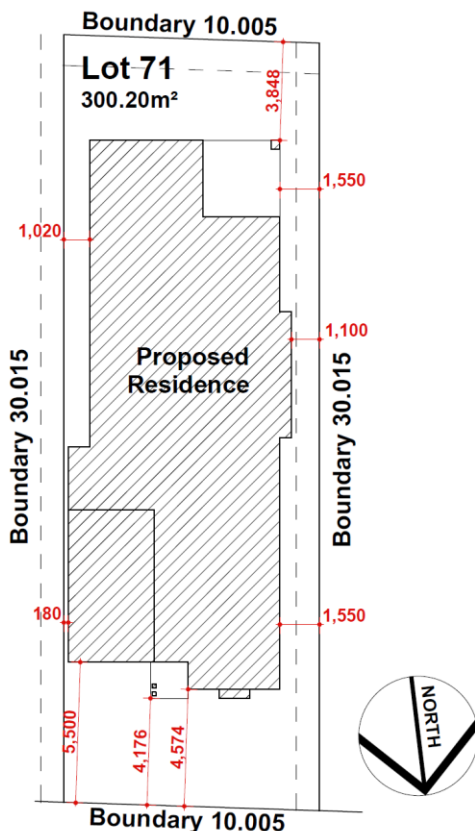 Boundary 10.005
Lot 71
300.20m²
3,848
1,550
1,020
1,100
Proposed
Residence
Boundary 30.015
Boundary 30.015
180
1,550
5,500
4,176
4,574
NORTH
Boundary 10.005